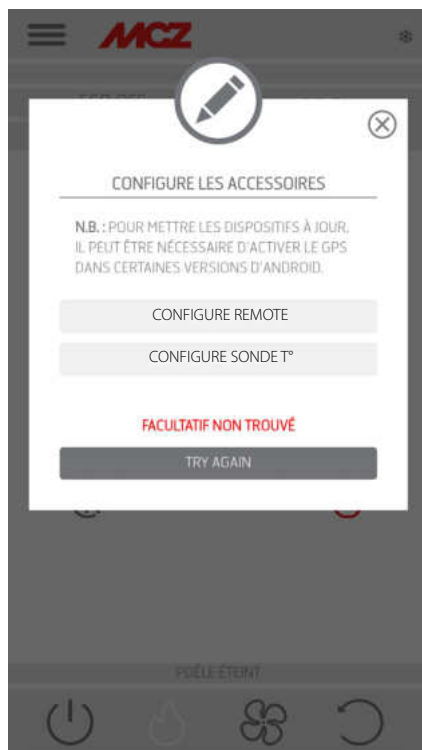 MCZ
CONFIGURE LES ACCESSOIRES
N.B. : POUR METTRE LES DISPOSITIFS À JOUR,
IL PEUT ÊTRE NÉCESSAIRE D'ACTIVER LE GPS
DANS CERTAINES VERSIONS D'ANDROID.
CONFIGURE REMOTE
CONFIGURE SONDE T°
FACULTATIF NON TROUVÉ
TRY AGAIN
POÊLE ÉTEINT